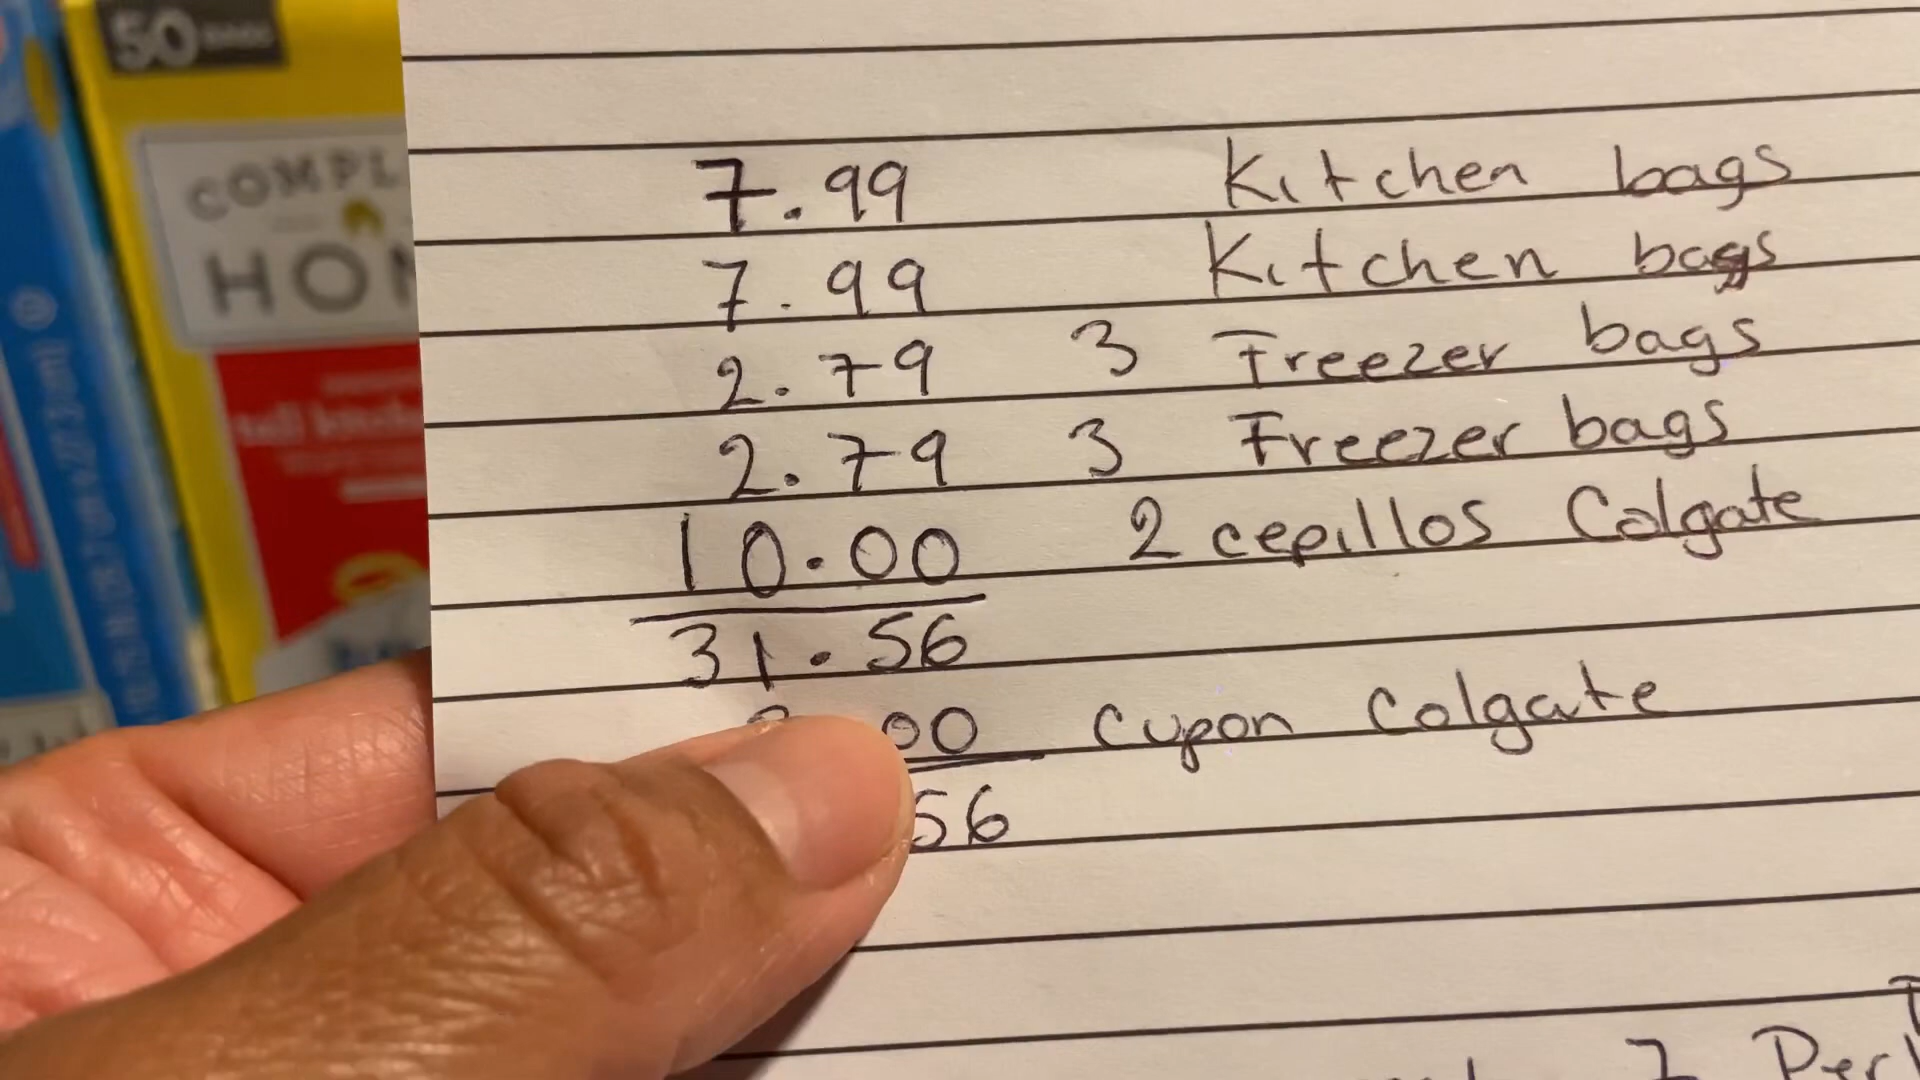 50 BAGS
COMPL
HOM
7.99 Kitchen bags
7.99 Kitchen bags
2.79 3 Freezer bags
2.79 3 Freezer bags
10.00 2 cepillos Colgate
31.56
00 cupon Colgate
56